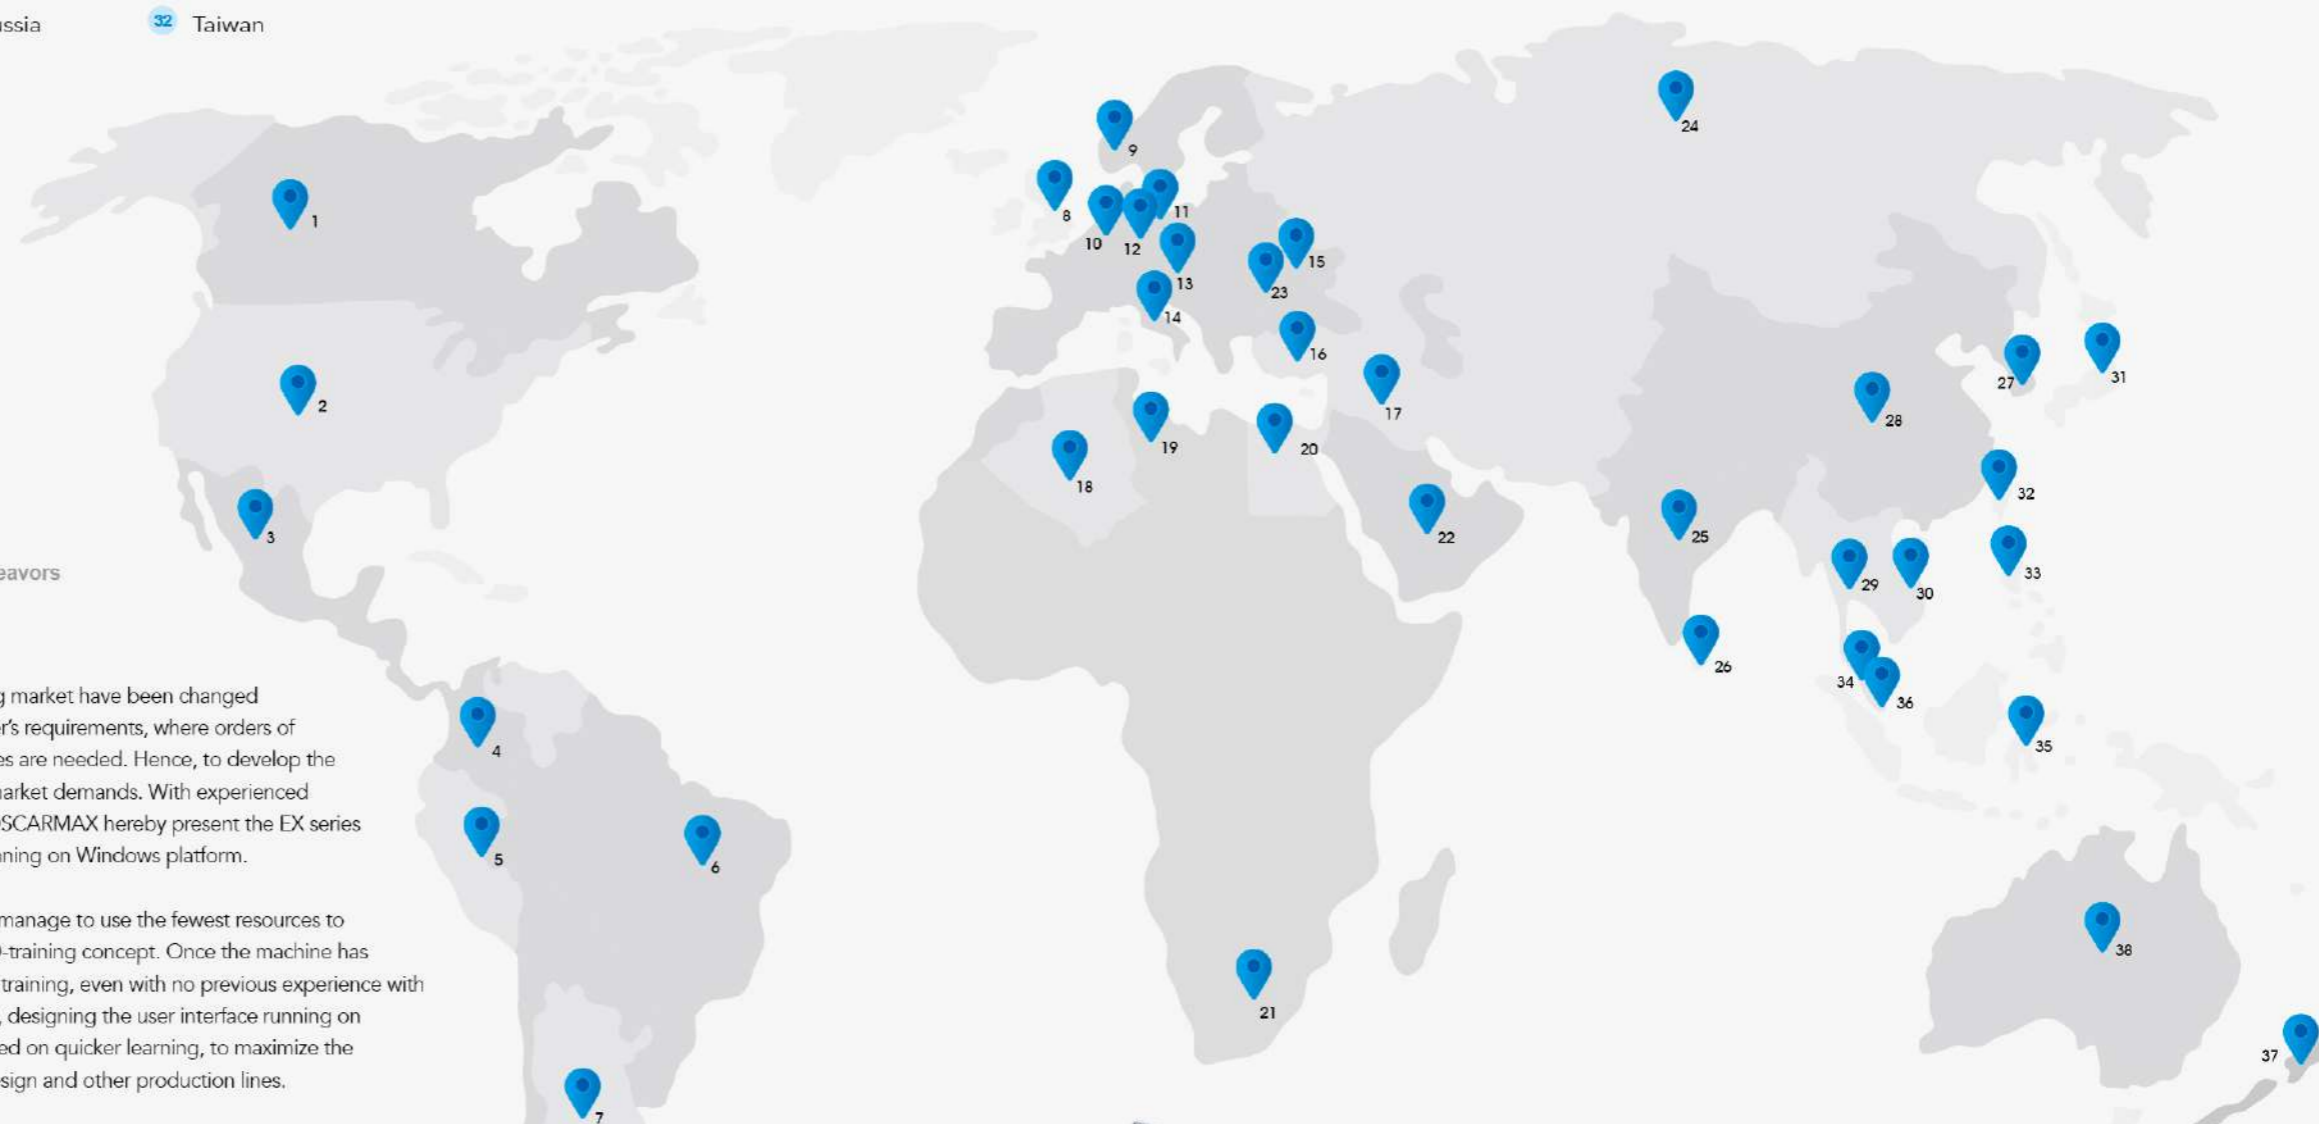 ssia
32 Taiwan
24
9
1
8
11
10 12
15
13
23
14
16
27
31
2
17
28
20
19
18
32
3
22
25
33
eavors
29
30
26
34
36
g market have been changed
4
35
er's requirements, where orders of
es are needed. Hence, to develop the
arket demands. With experienced
OSCARMAX hereby present the EX series
5
6
ning on Windows platform.
manage to use the fewest resources to
-training concept. Once the machine has
38
training, even with no previous experience with
21
, designing the user interface running on
ed on quicker learning, to maximize the
37
sign and other production lines.
7